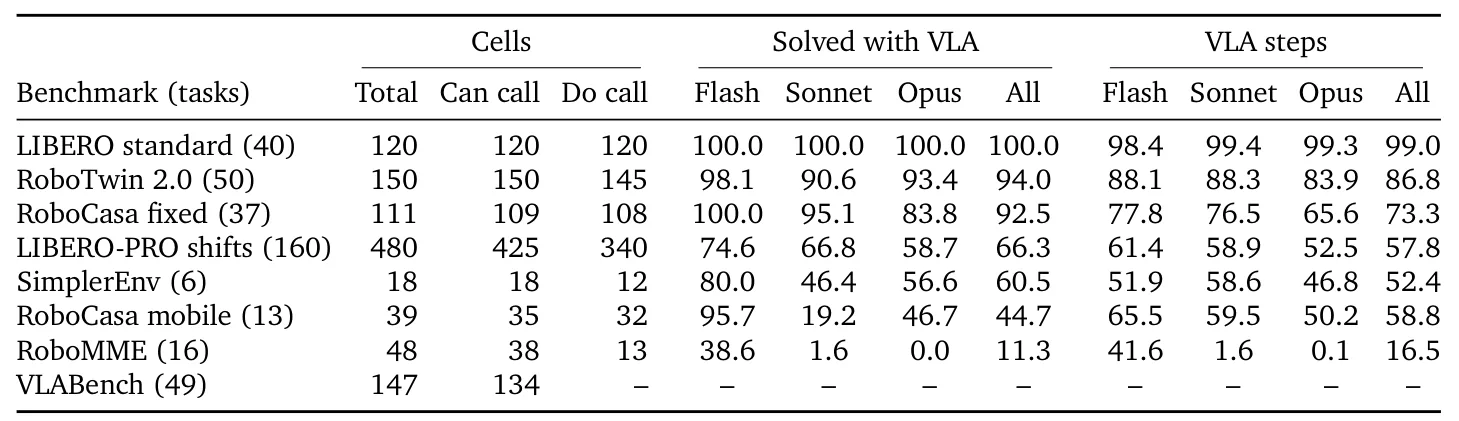 Cells Solved with VLA VLA steps
Benchmark (tasks) Total Can call Do call Flash Sonnet Opus All Flash Sonnet Opus All
LIBERO standard (40) 120 120 120 100.0 100.0 100.0 100.0 98.4 99.4 99.3 99.0
RoboTwin 2.0 (50) 150 150 145 98.1 90.6 93.4 94.0 88.1 88.3 83.9 86.8
RoboCasa fixed (37) 111 109 108 100.0 95.1 83.8 92.5 77.8 76.5 65.6 73.3
LIBERO-PRO shifts (160) 480 425 340 74.6 66.8 58.7 66.3 61.4 58.9 52.5 57.8
SimplerEnv (6) 18 18 12 80.0 46.4 56.6 60.5 51.9 58.6 46.8 52.4
RoboCasa mobile (13) 39 35 32 95.7 19.2 46.7 44.7 65.5 59.5 50.2 58.8
RoboMME (16) 48 38 13 38.6 1.6 0.0 11.3 41.6 1.6 0.1 16.5
VLABench (49) 147 134 – – – – – – – – –